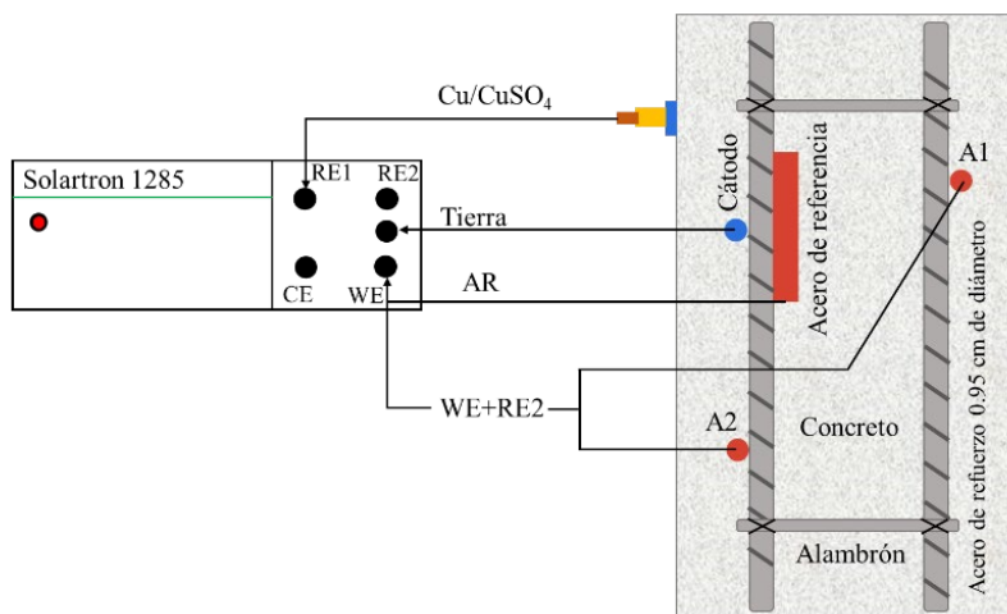 Cu/CuSO₄
Solartron 1285
RE1
RE2
Tierra
CE
WE
AR
WE+RE2
Cátodo
Acero de referencia
A1
A2
Concreto
Alambrón
Acero de refuerzo 0.95 cm de diámetro